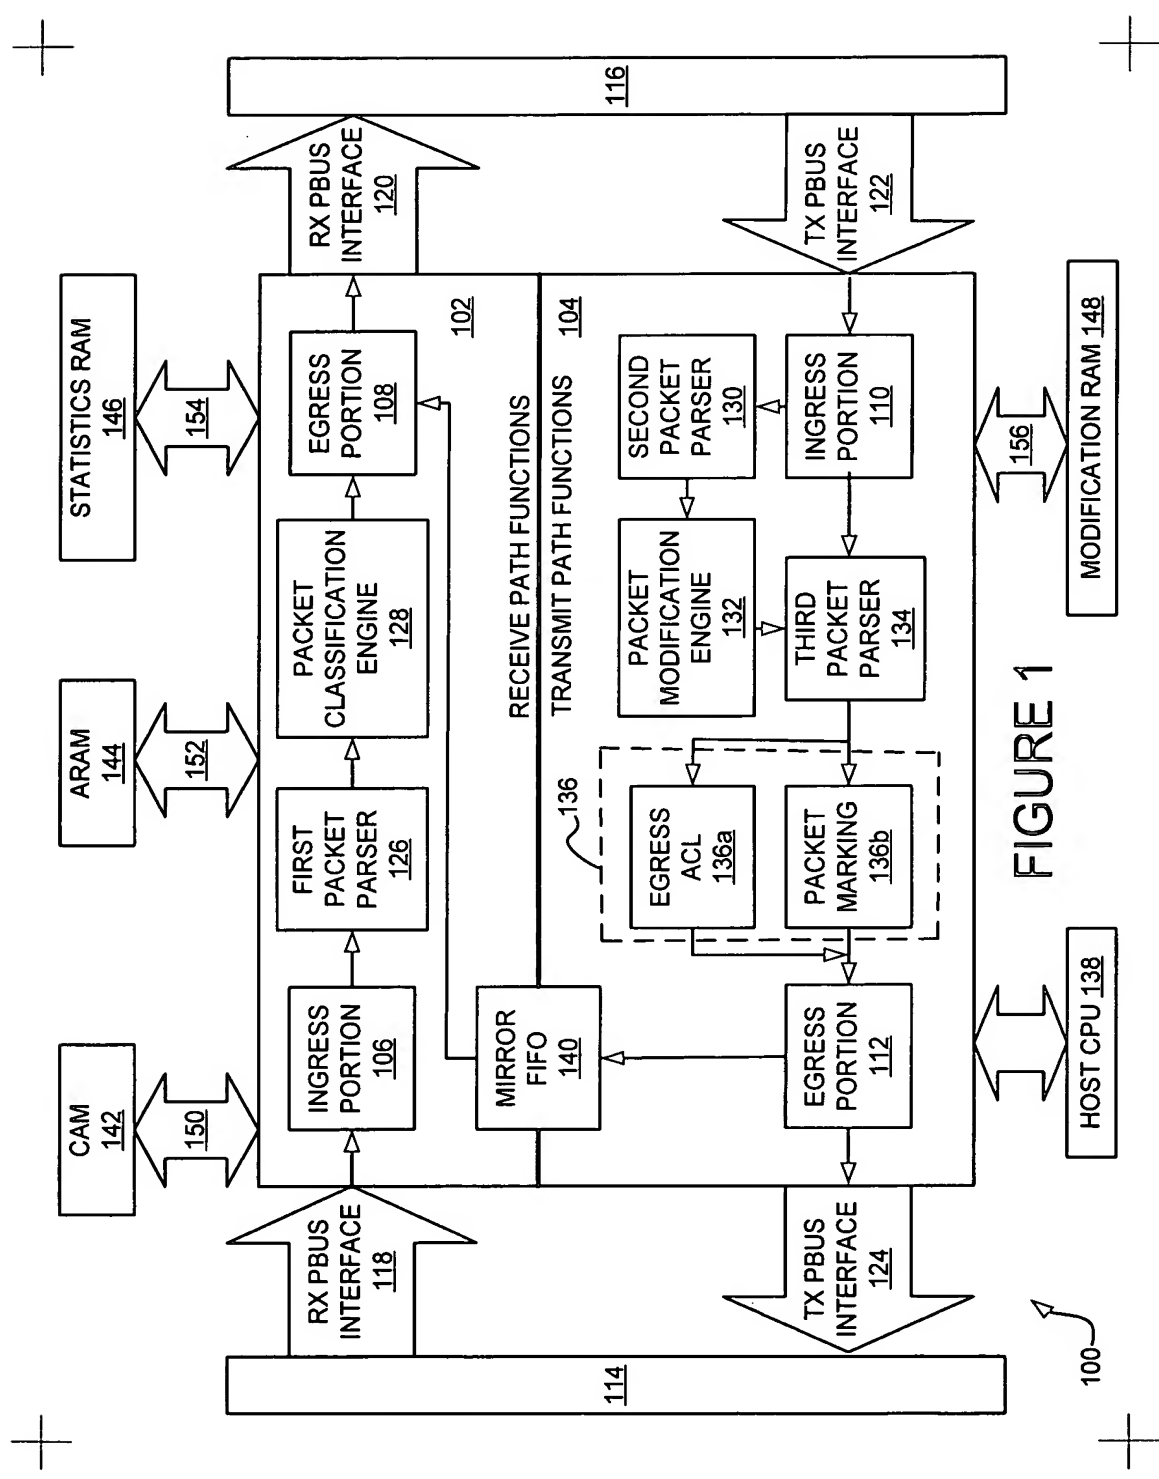 CAM
142
ARAM
144
STATISTICS RAM
146
150
152
154
114
RX PBUS
INTERFACE
118
INGRESS
PORTION
106
FIRST
PACKET
PARSER
126
PACKET
CLASSIFICATION
ENGINE
128
EGRESS
PORTION
108
RX PBUS
INTERFACE
120
116
102
RECEIVE PATH FUNCTIONS
TRANSMIT PATH FUNCTIONS
104
MIRROR
FIFO
140
136
EGRESS
ACL
136a
PACKET
MODIFICATION
ENGINE
132
SECOND
PACKET
PARSER
130
TX PBUS
INTERFACE
124
EGRESS
PORTION
112
PACKET
MARKING
136b
THIRD
PACKET
PARSER
134
INGRESS
PORTION
110
TX PBUS
INTERFACE
122
156
100
HOST CPU 138
MODIFICATION RAM 148
FIGURE 1